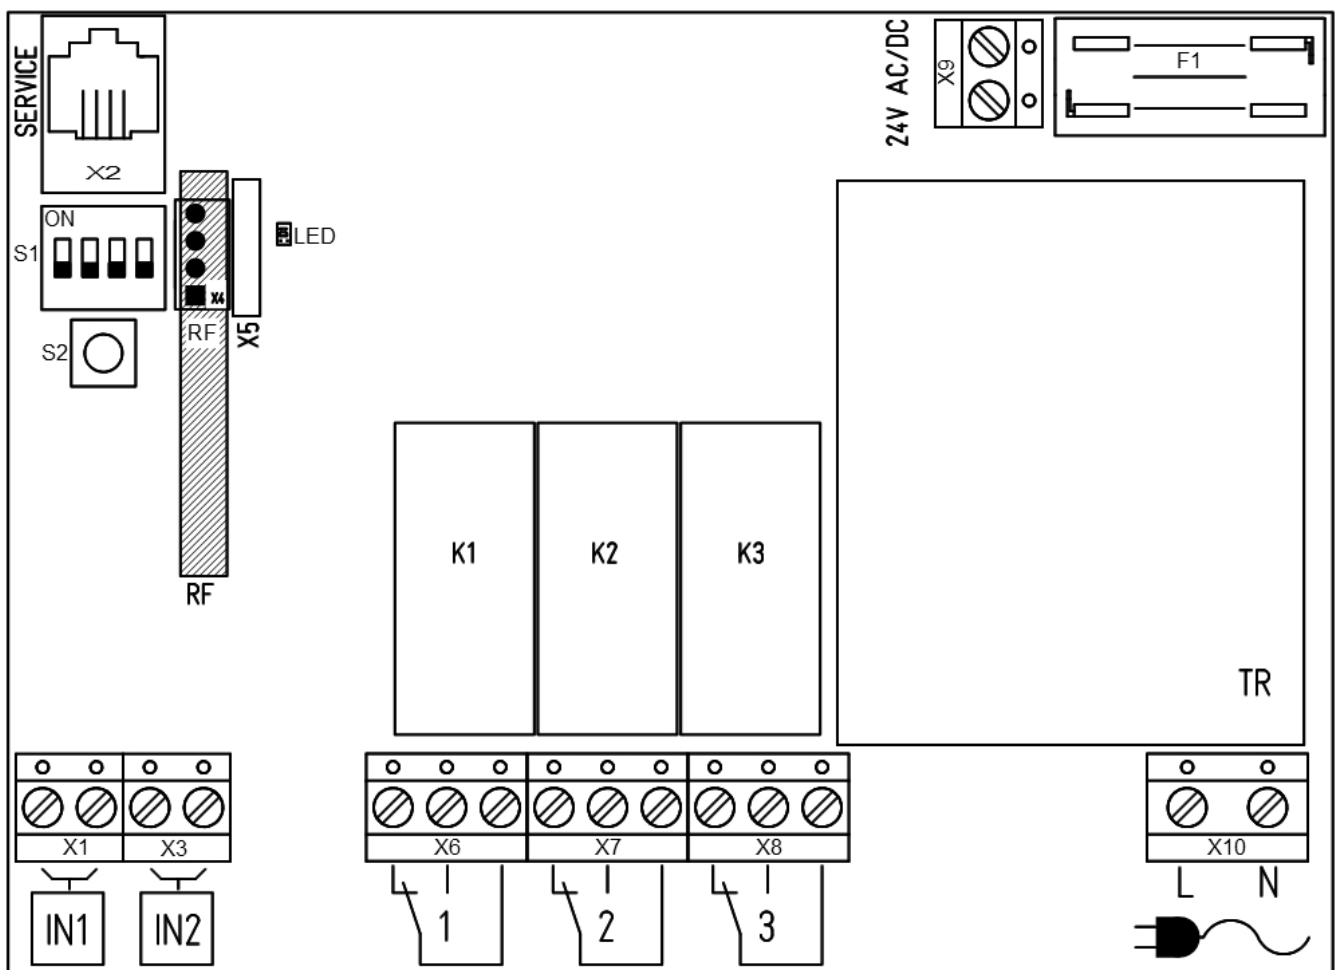 SERVICE
X2
24V AC/DC
X9
F1
ON
S1
LED
X4
RF
X5
S2
K1
K2
K3
RF
TR
X1
X3
X6
X7
X8
X10
L
N
IN1
IN2
1
2
3